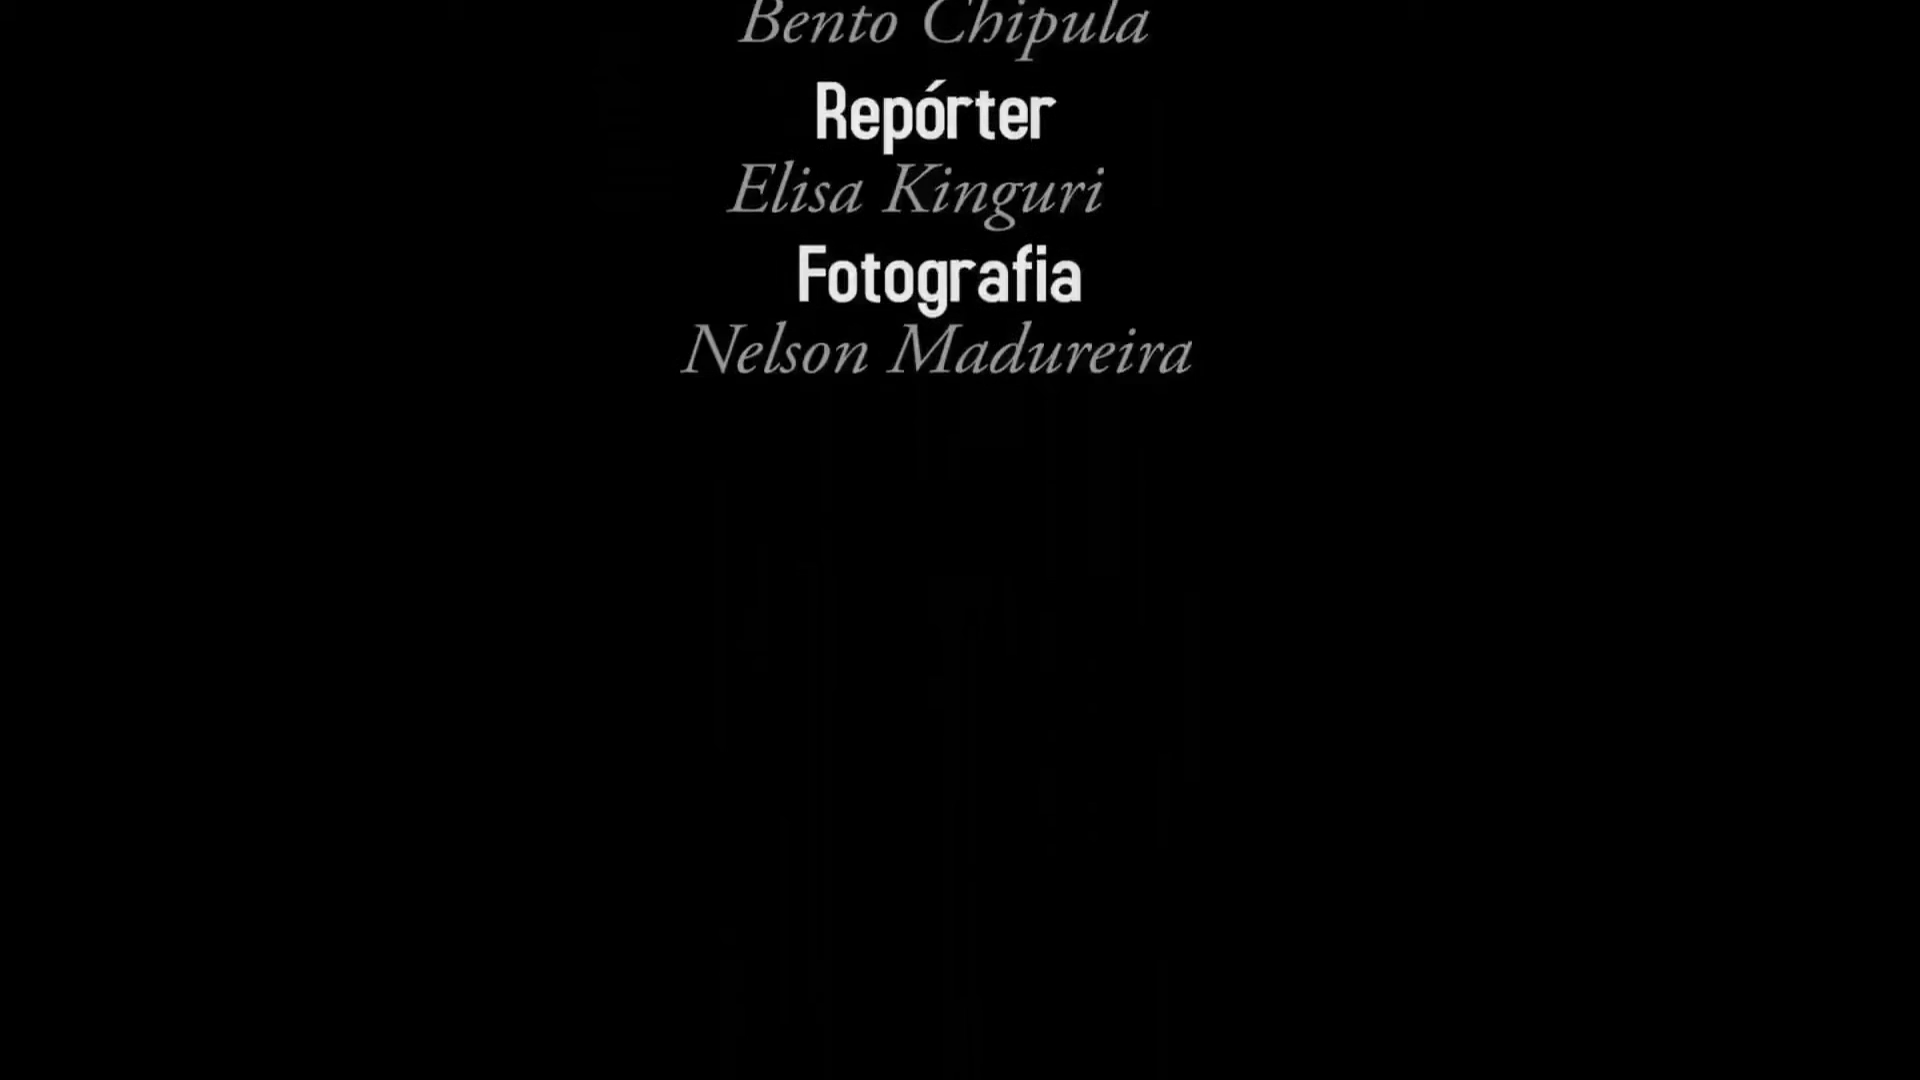 Bento Chipula
Repórter
Elisa Kinguri
Fotografia
Nelson Madureira